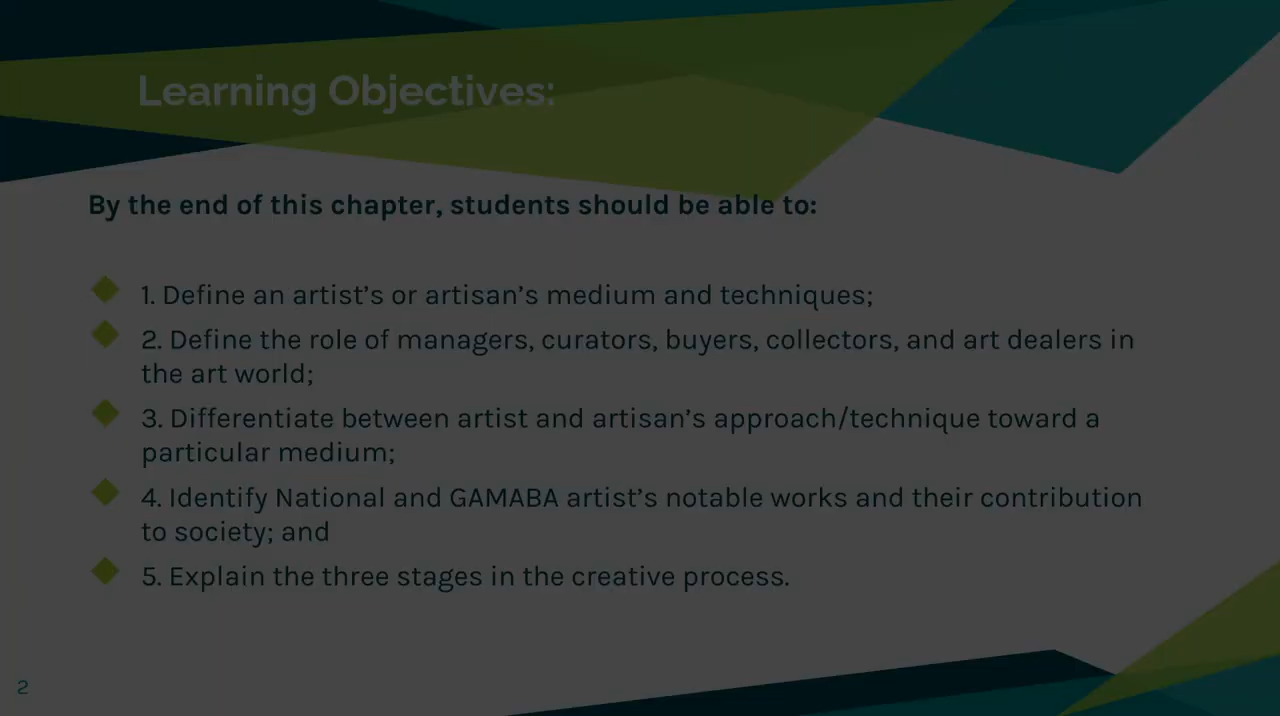 Learning Objectives:
By the end of this chapter, students should be able to:
1. Define an artist's or artisan's medium and techniques;
2. Define the role of managers, curators, buyers, collectors, and art dealers in
the art world;
3. Differentiate between artist and artisan's approach/technique toward a
particular medium;
4. Identify National and GAMABA artist's notable works and their contribution
to society; and
5. Explain the three stages in the creative process.
2